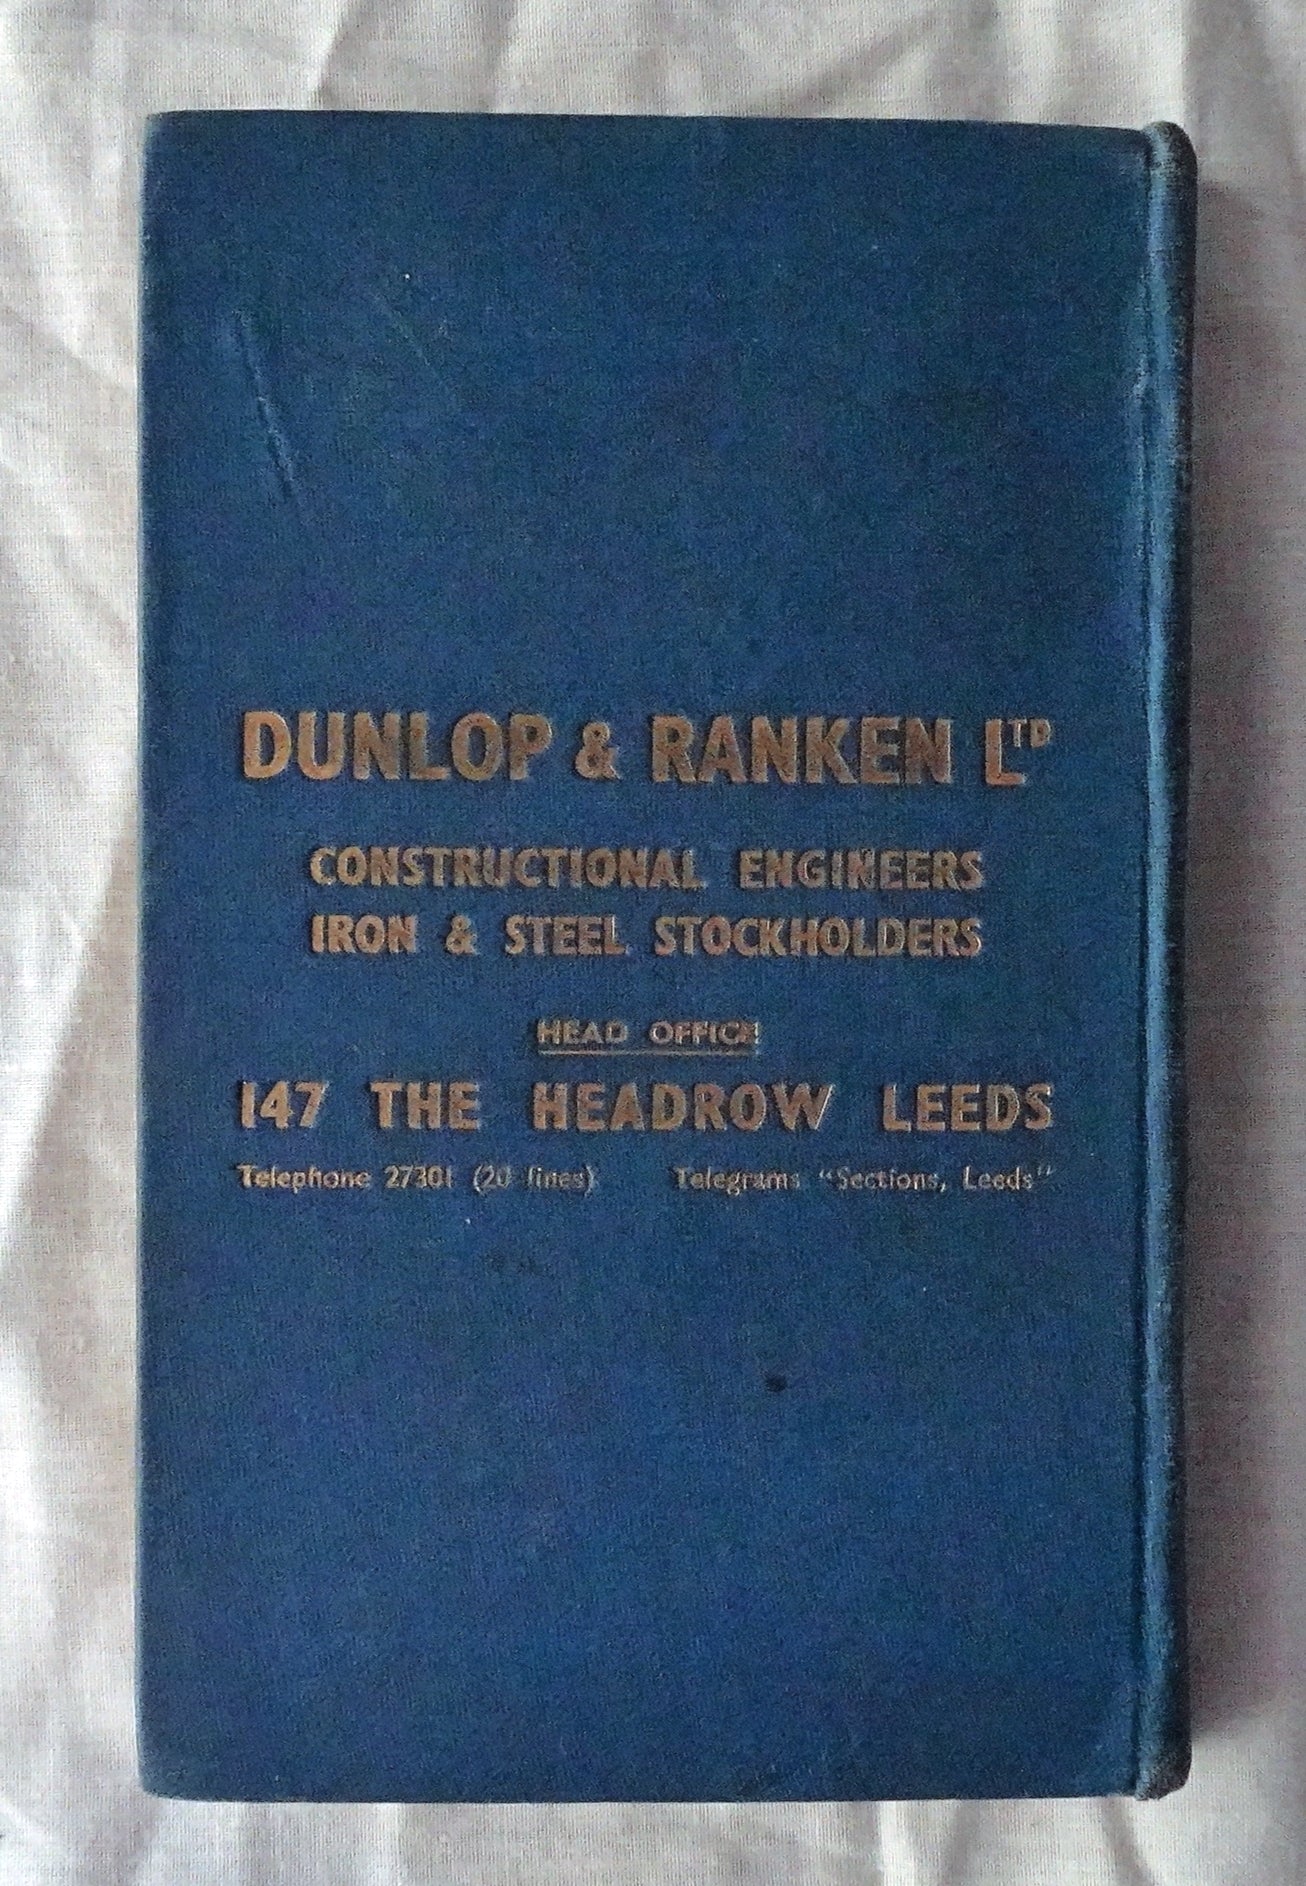 DUNLOP & RANKEN LTD
CONSTRUCTIONAL ENGINEERS
IRON & STEEL STOCKHOLDERS
HEAD OFFICE
147 THE HEADROW LEEDS
Telephone 27301 (20 lines) Telegrams "Sections, Leeds"